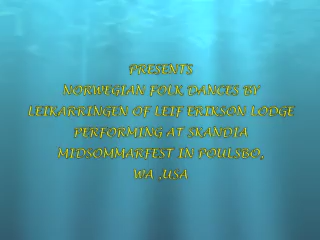 PRESENTS
NORWEGIAN FOLK DANCES BY
LEIKARRINGEN OF LEIF ERIKSON LODGE
PERFORMING AT SKANDIA
MIDSOMMARFEST IN POULSBO,
WA ,USA